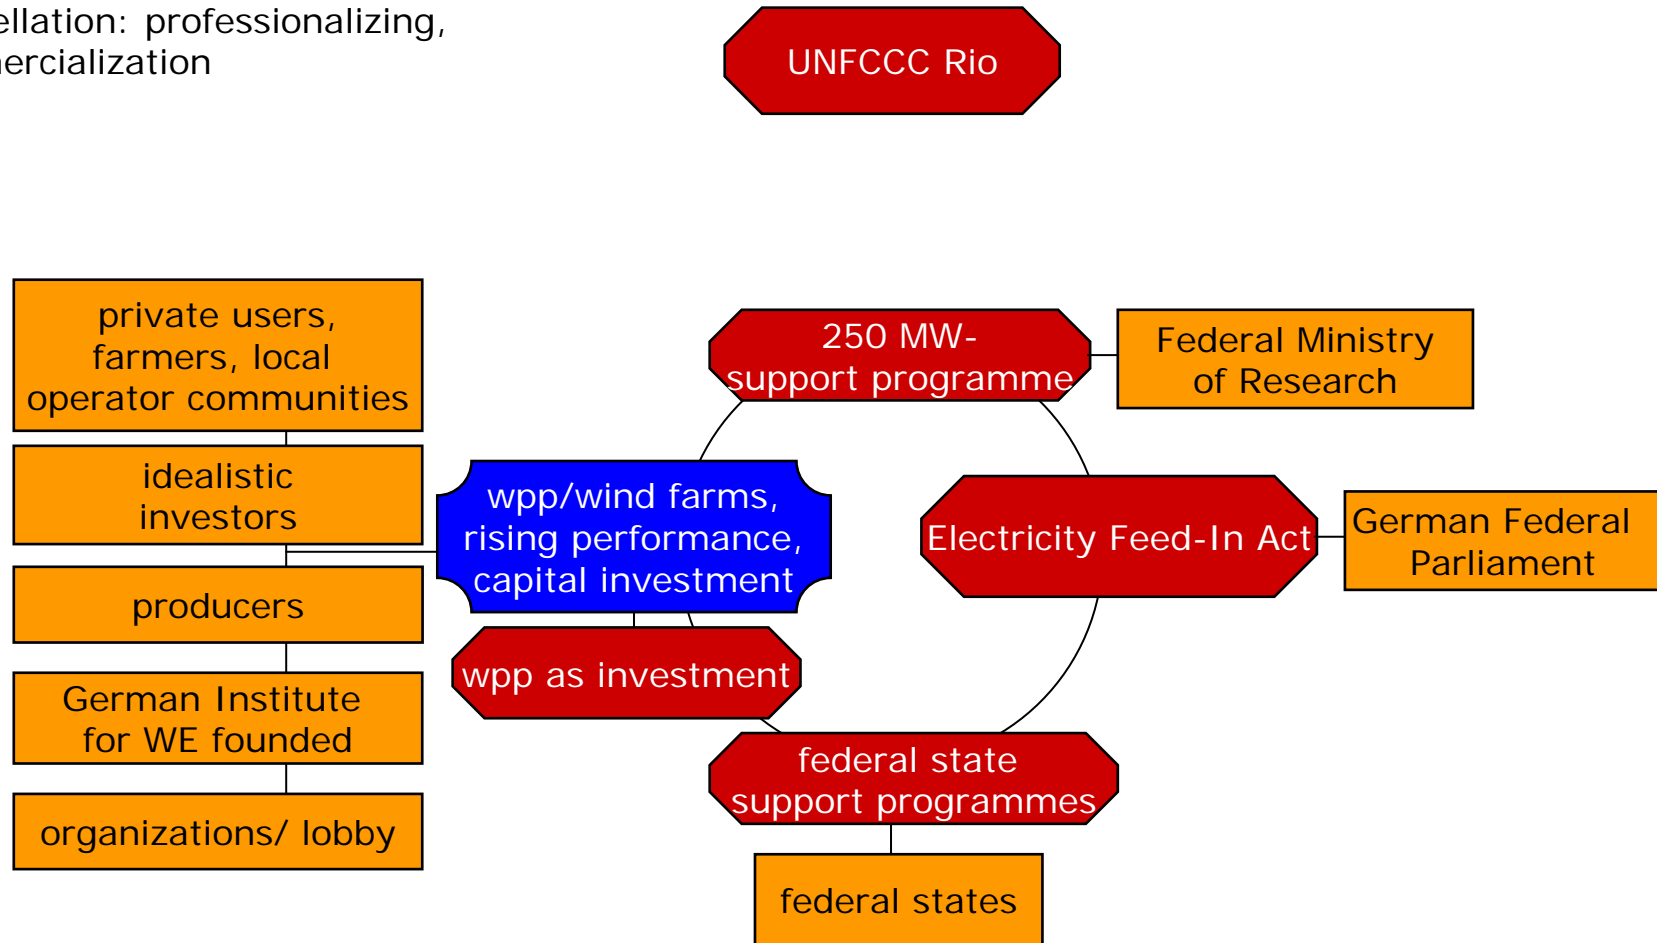 ellation: professionalizing,
ercialization
UNFCCC Rio
private users,
farmers, local
operator communities
idealistic
investors
producers
German Institute
for WE founded
organizations/ lobby
wpp/wind farms,
rising performance,
capital investment
wpp as investment
250 MW-
support programme
Federal Ministry
of Research
Electricity Feed-In Act
German Federal
Parliament
federal state
support programmes
federal states